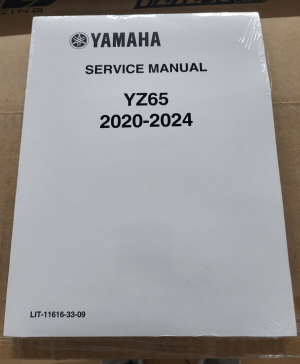 YAMAHA
SERVICE MANUAL
YZ65
2020-2024
LIT-11616-33-09